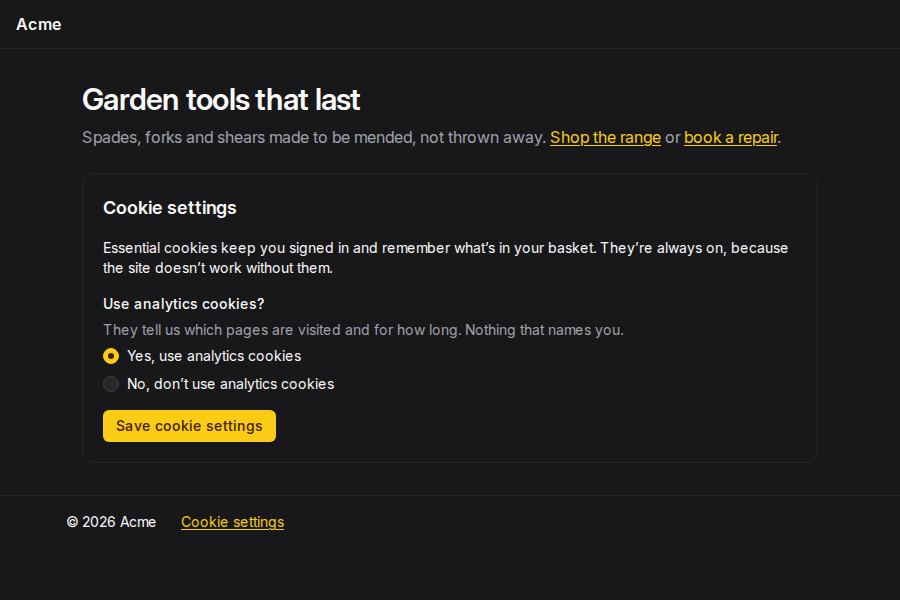 Acme
Garden tools that last
Spades, forks and shears made to be mended, not thrown away. Shop the range or book a repair.
Cookie settings
Essential cookies keep you signed in and remember what’s in your basket. They’re always on, because
the site doesn’t work without them.
Use analytics cookies?
They tell us which pages are visited and for how long. Nothing that names you.
Yes, use analytics cookies
No, don’t use analytics cookies
Save cookie settings
© 2026 Acme Cookie settings